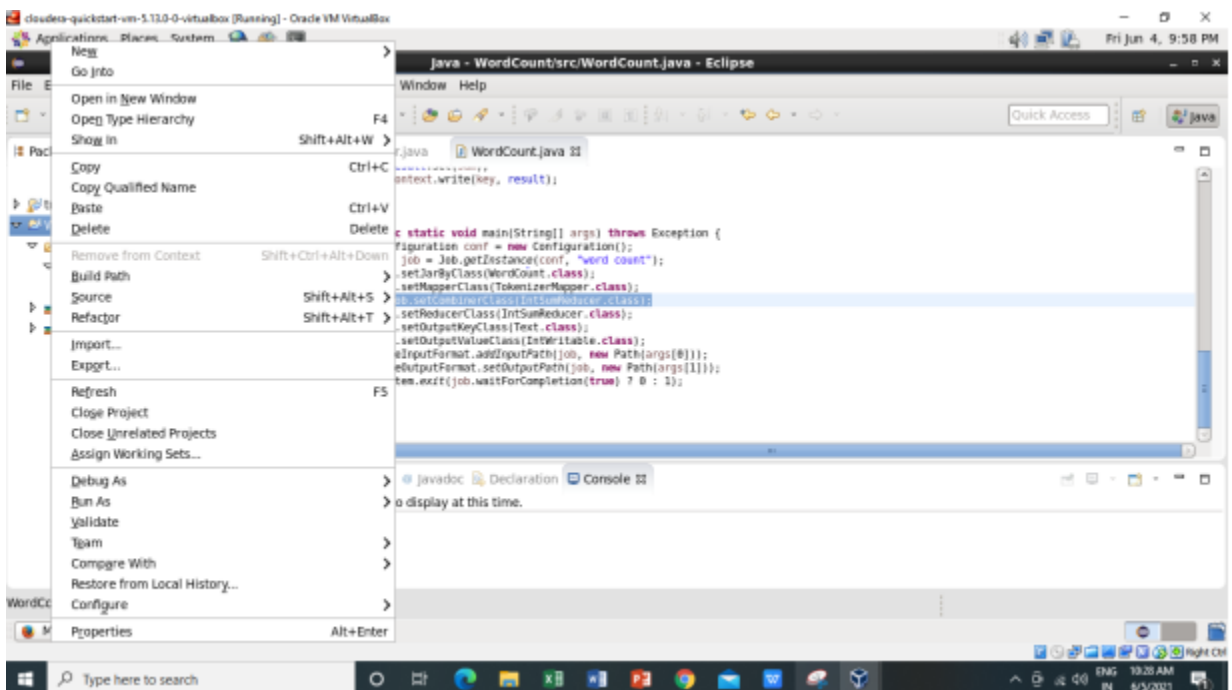 cloudera-quickstart-vm-5.13.0-0-virtualbox [Running] - Oracle VM VirtualBox
Applications Places System
Fri Jun 4, 9:58 PM
Java - WordCount/src/WordCount.java - Eclipse
File E
Window Help
Quick Access
Java
Pac
r.java
WordCount.java
New
Go Into
Open in New Window
Open Type Hierarchy F4
Show In Shift+Alt+W
Copy Ctrl+C
Copy Qualified Name
Paste Ctrl+V
Delete Delete
Remove from Context Shift+Ctrl+Alt+Down
Build Path
Source Shift+Alt+S
Refactor Shift+Alt+T
Import...
Export...
Refresh F5
Close Project
Close Unrelated Projects
Assign Working Sets...
Debug As
Run As
Validate
Team
Compare With
Restore from Local History...
Configure
Properties Alt+Enter
ontext.write(key, result);
c static void main(String[] args) throws Exception {
figuration conf = new Configuration();
job = Job.getInstance(conf, "word count");
.setJarByClass(WordCount.class);
.setMapperClass(TokenizerMapper.class);
ob.setCombinerClass(IntSumReducer.class);
.setReducerClass(IntSumReducer.class);
.setOutputKeyClass(Text.class);
.setOutputValueClass(IntWritable.class);
eInputFormat.addInputPath(job, new Path(args[0]));
eOutputFormat.setOutputPath(job, new Path(args[1]));
tem.exit(job.waitForCompletion(true) ? 0 : 1);
Javadoc Declaration Console
o display at this time.
WordCo
M
Right Ctrl
Type here to search
ENG
IN
10:28 AM
6/5/2021